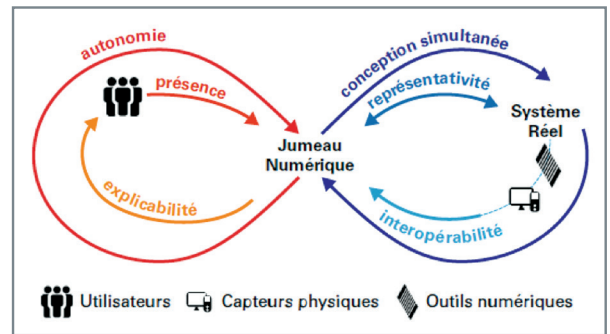 autonomie
présence
explicabilité
Jumeau
Numérique
conception simultanée
représentativité
Système
Réel
interopérabilité
Utilisateurs
Capteurs physiques
Outils numériques